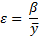 ε = β/ȳ